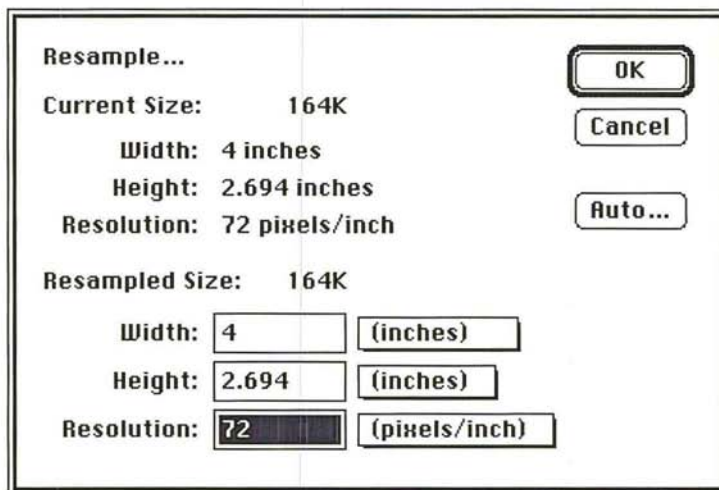 Resample...
OK
Current Size: 164K
Cancel
Width: 4 inches
Height: 2.694 inches
Auto...
Resolution: 72 pixels/inch
Resampled Size: 164K
Width: 4 (inches)
Height: 2.694 (inches)
Resolution: 72 (pixels/inch)